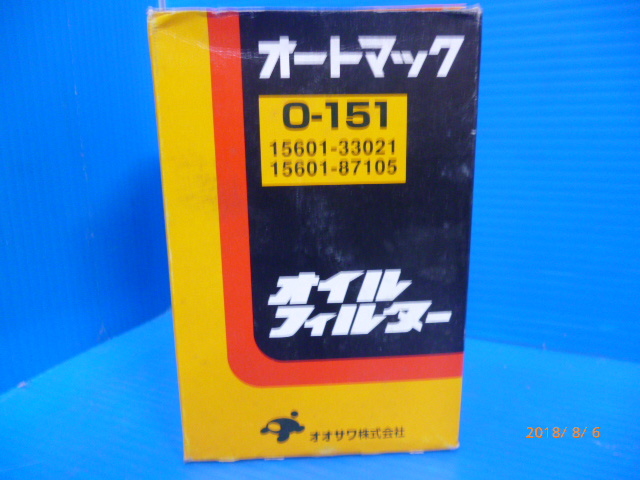 オートマック
O-151
15601-33021
15601-87105
オイル
フィルター
オオサワ株式会社
2018/ 8/ 6